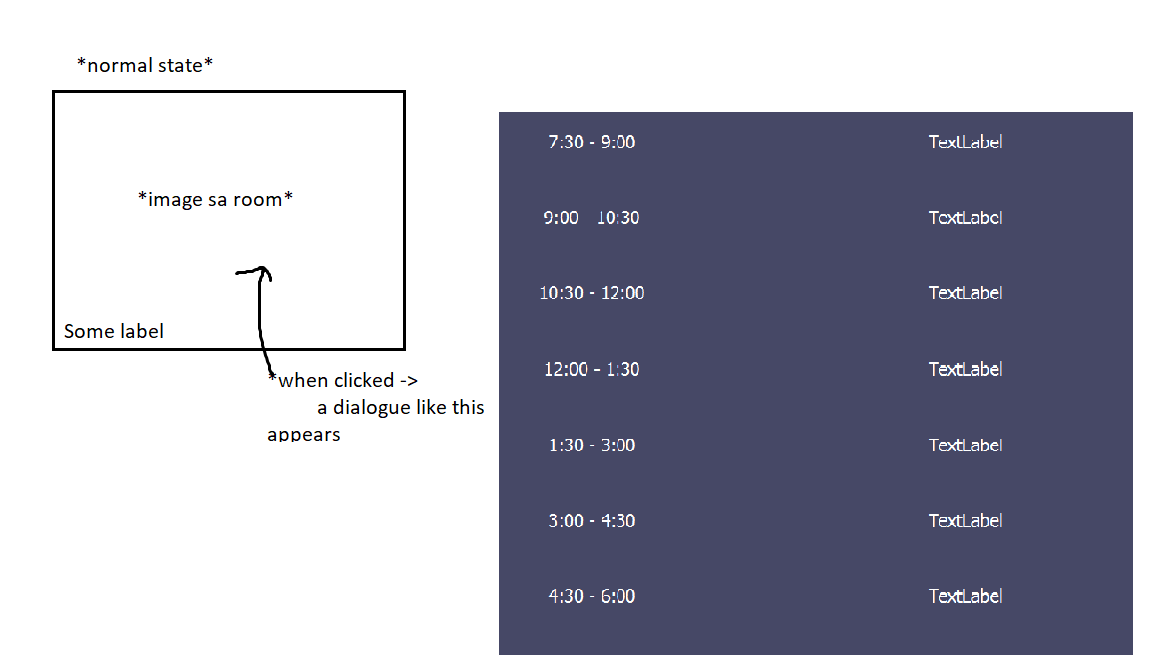 *normal state*
*image sa room*
Some label
*when clicked ->
a dialogue like this
appears
7:30 - 9:00 TextLabel
9:00 - 10:30 TextLabel
10:30 - 12:00 TextLabel
12:00 - 1:30 TextLabel
1:30 - 3:00 TextLabel
3:00 - 4:30 TextLabel
4:30 - 6:00 TextLabel